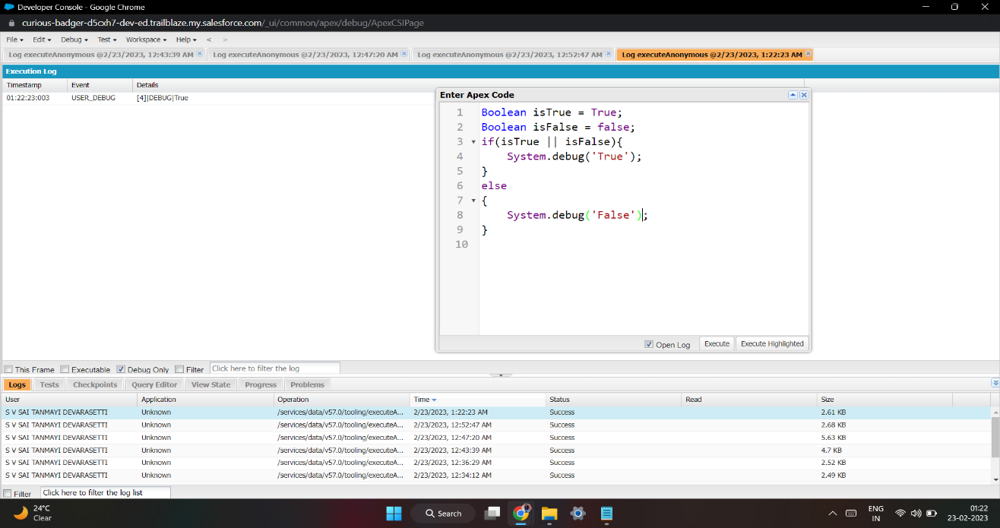 Developer Console - Google Chrome
curious-badger-d5cxh7-dev-ed.trailblaze.my.salesforce.com/_ui/common/apex/debug/ApexCSIPage
File Edit Debug Test Workspace Help < >
Log executeAnonymous @2/23/2023, 12:43:39 AM Log executeAnonymous @2/23/2023, 12:47:20 AM Log executeAnonymous @2/23/2023, 12:52:47 AM Log executeAnonymous @2/23/2023, 1:22:23 AM
Execution Log
Timestamp Event Details
01:22:23:003 USER_DEBUG [4]|DEBUG|True
Enter Apex Code
1 Boolean isTrue = True;
2 Boolean isFalse = false;
3 if(isTrue || isFalse){
4 System.debug('True');
5 }
6 else
7 {
8 System.debug('False');
9 }
10
Open Log Execute Execute Highlighted
This Frame Executable Debug Only Filter Click here to filter the log
Logs Tests Checkpoints Query Editor View State Progress Problems
User Application Operation Time Status Read Size
S V SAI TANMAYI DEVARASETTI Unknown /services/data/v57.0/tooling/executeA... 2/23/2023, 1:22:23 AM Success 2.61 KB
S V SAI TANMAYI DEVARASETTI Unknown /services/data/v57.0/tooling/executeA... 2/23/2023, 12:52:47 AM Success 2.68 KB
S V SAI TANMAYI DEVARASETTI Unknown /services/data/v57.0/tooling/executeA... 2/23/2023, 12:47:20 AM Success 5.63 KB
S V SAI TANMAYI DEVARASETTI Unknown /services/data/v57.0/tooling/executeA... 2/23/2023, 12:43:39 AM Success 4.7 KB
S V SAI TANMAYI DEVARASETTI Unknown /services/data/v57.0/tooling/executeA... 2/23/2023, 12:36:29 AM Success 2.52 KB
S V SAI TANMAYI DEVARASETTI Unknown /services/data/v57.0/tooling/executeA... 2/23/2023, 12:34:12 AM Success 2.49 KB
Filter Click here to filter the log list
24°C
Clear
Search
ENG
IN
01:22
23-02-2023